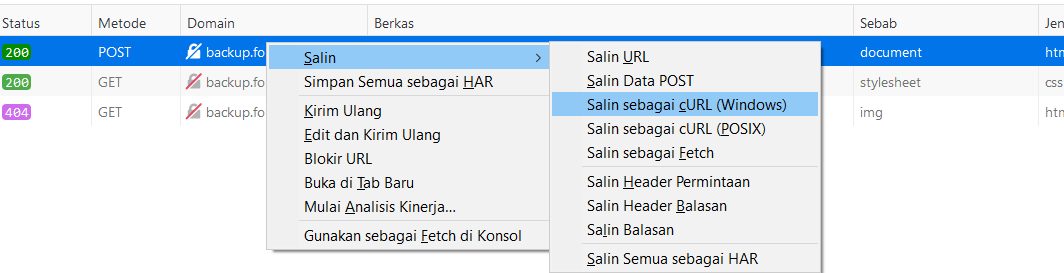 Status Metode Domain Berkas Sebab Jen
200 POST backup.fo document htm
200 GET backup.fo stylesheet css
404 GET backup.fo img htm
Salin
Simpan Semua sebagai HAR
Kirim Ulang
Edit dan Kirim Ulang
Blokir URL
Buka di Tab Baru
Mulai Analisis Kinerja...
Gunakan sebagai Fetch di Konsol
Salin URL
Salin Data POST
Salin sebagai cURL (Windows)
Salin sebagai cURL (POSIX)
Salin sebagai Fetch
Salin Header Permintaan
Salin Header Balasan
Salin Balasan
Salin Semua sebagai HAR